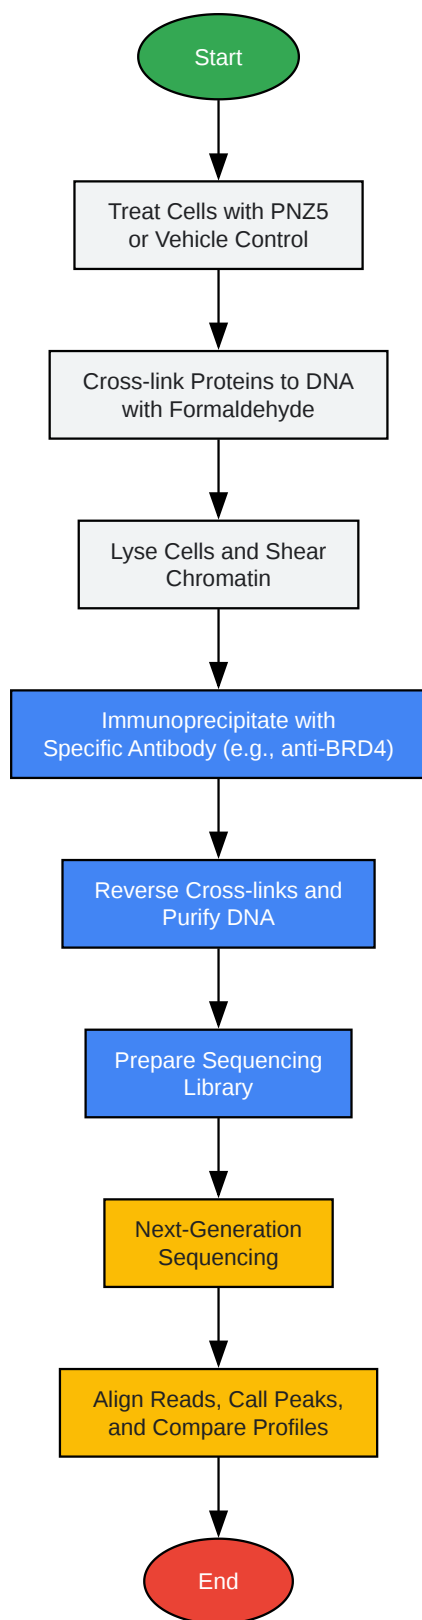 Start
Treat Cells with PNZ5
or Vehicle Control
Cross-link Proteins to DNA
with Formaldehyde
Lyse Cells and Shear
Chromatin
Immunoprecipitate with
Specific Antibody (e.g., anti-BRD4)
Reverse Cross-links and
Purify DNA
Prepare Sequencing
Library
Next-Generation
Sequencing
Align Reads, Call Peaks,
and Compare Profiles
End